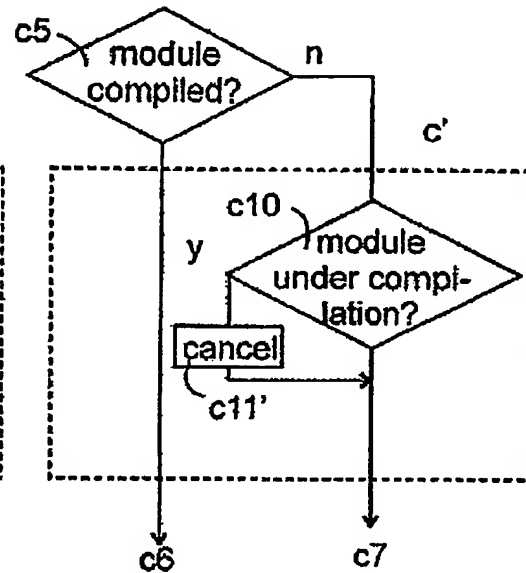 c5
module
compiled?
n
c'
c10
y
module
under compi-
lation?
cancel
c11'
c6
c7